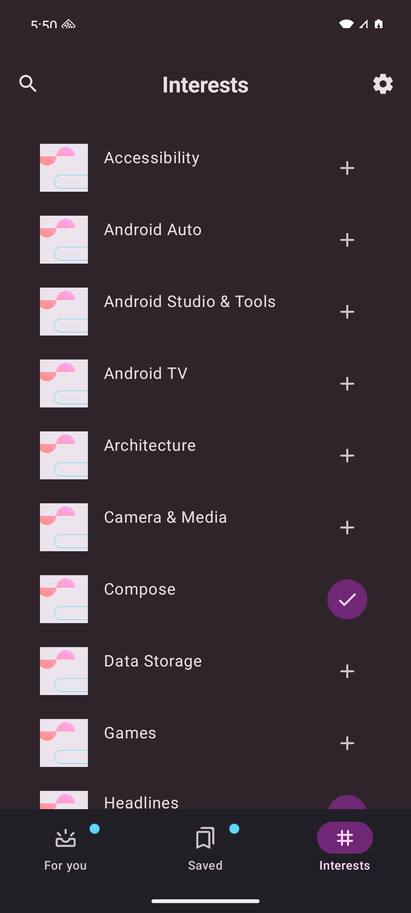 5:50
Interests
Accessibility
Android Auto
Android Studio & Tools
Android TV
Architecture
Camera & Media
Compose
Data Storage
Games
Headlines
For you
Saved
Interests